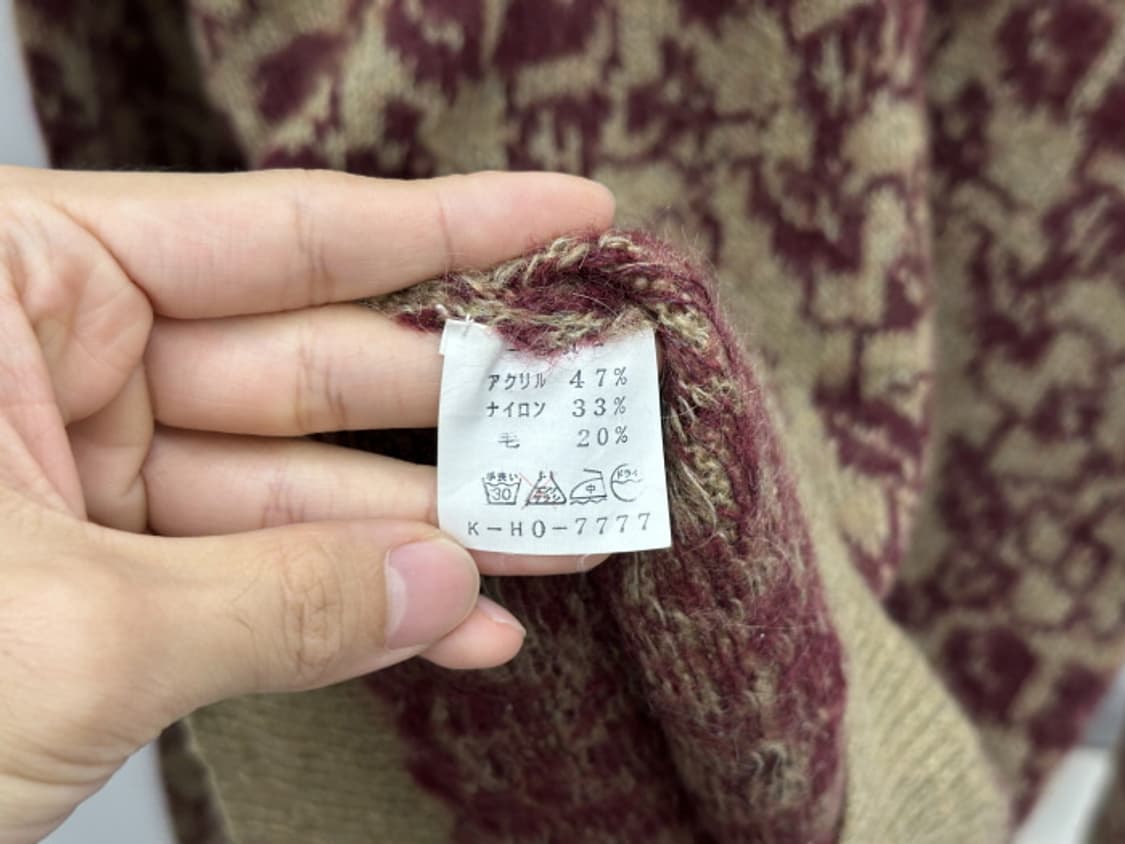 アクリル 47%
ナイロン 33%
毛 20%
手洗い 30 中 ドライ
K-HO-7777